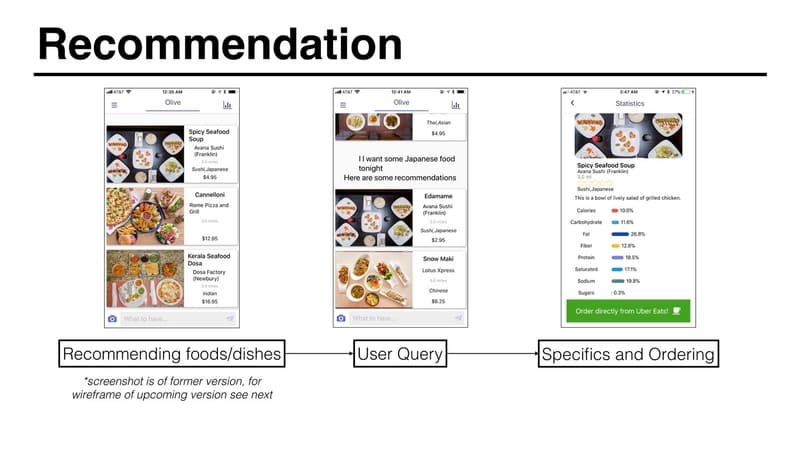 Recommendation
AT&T
12:39 AM
Olive
Spicy Seafood
Soup
Avana Sushi
(Franklin)
Sushi,Japanese
$4.95
Cannelloni
Rome Pizza and
Grill
$12.95
Kerala Seafood
Dosa
Dosa Factory
(Newbury)
Indian
$16.95
What to have...
AT&T
12:41 AM
Olive
Thai,Asian
$4.95
I I want some Japanese food
tonight
Here are some recommendations
Edamame
Avana Sushi
(Franklin)
Sushi,Japanese
$2.95
Snow Maki
Lotus Xpress
Chinese
$8.25
What to have...
AT&T
3:47 AM
37%
Statistics
Spicy Seafood Soup
Avana Sushi (Franklin)
Sushi,Japanese
This is a bowl of lively salad of grilled chicken.
Calories 10.0%
Carbohydrate 11.6%
Fat 26.8%
Fiber 12.6%
Protein 18.5%
Saturated 17.1%
Sodium 19.8%
Sugars 0.3%
Order directly from Uber Eats!
Recommending foods/dishes
User Query
Specifics and Ordering
*screenshot is of former version, for
wireframe of upcoming version see next